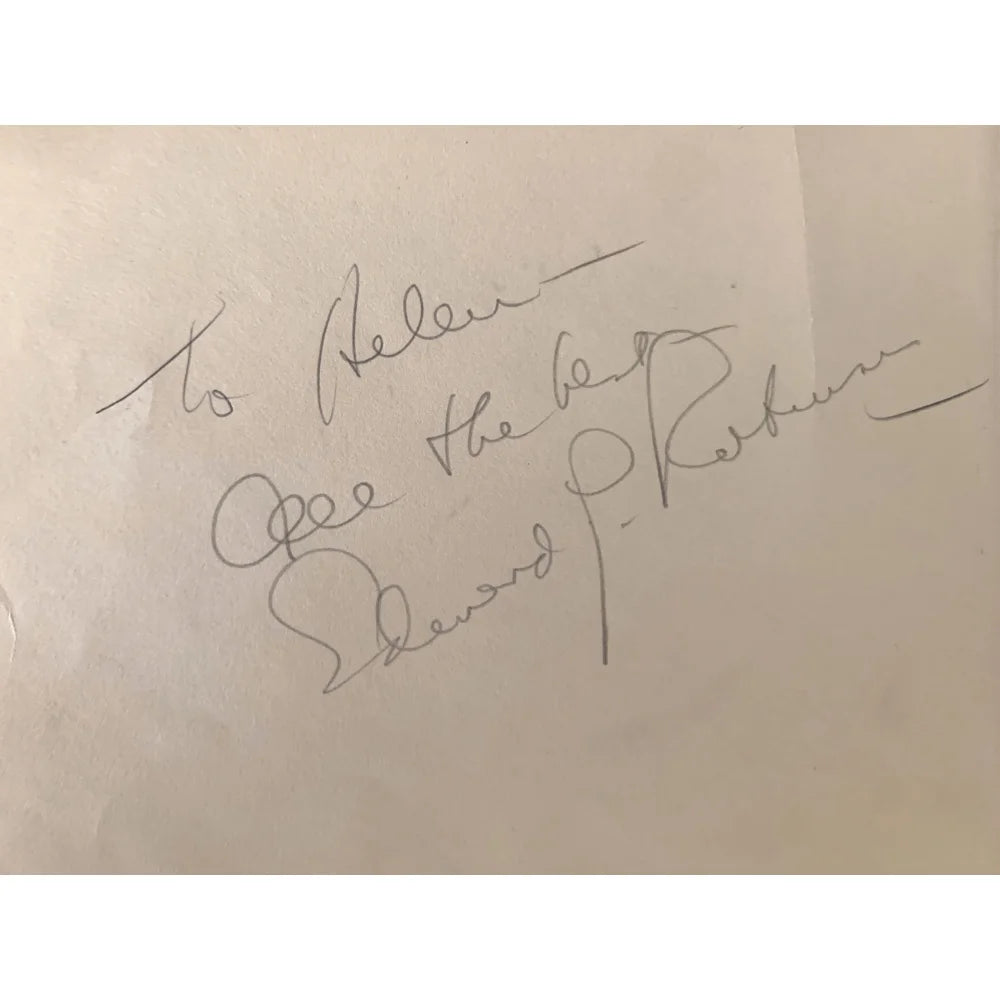 To Helen —
All the best
Edward G. Robinson